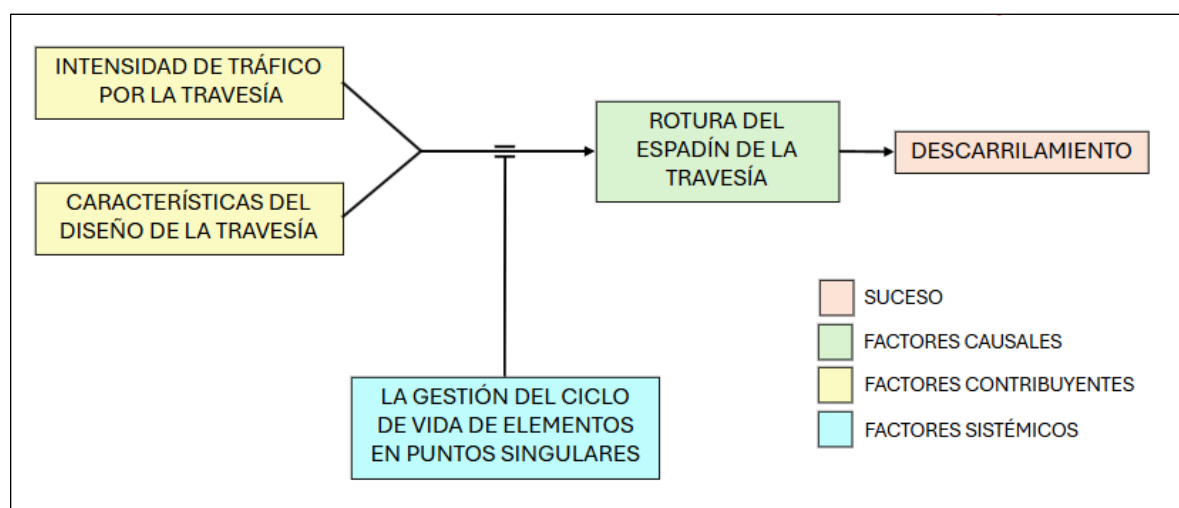 INTENSIDAD DE TRÁFICO
POR LA TRAVESÍA
CARACTERÍSTICAS DEL
DISEÑO DE LA TRAVESÍA
ROTURA DEL
ESPADÍN DE LA
TRAVESÍA
DESCARRILAMIENTO
LA GESTIÓN DEL CICLO
DE VIDA DE ELEMENTOS
EN PUNTOS SINGULARES
SUCESO
FACTORES CAUSALES
FACTORES CONTRIBUYENTES
FACTORES SISTÉMICOS